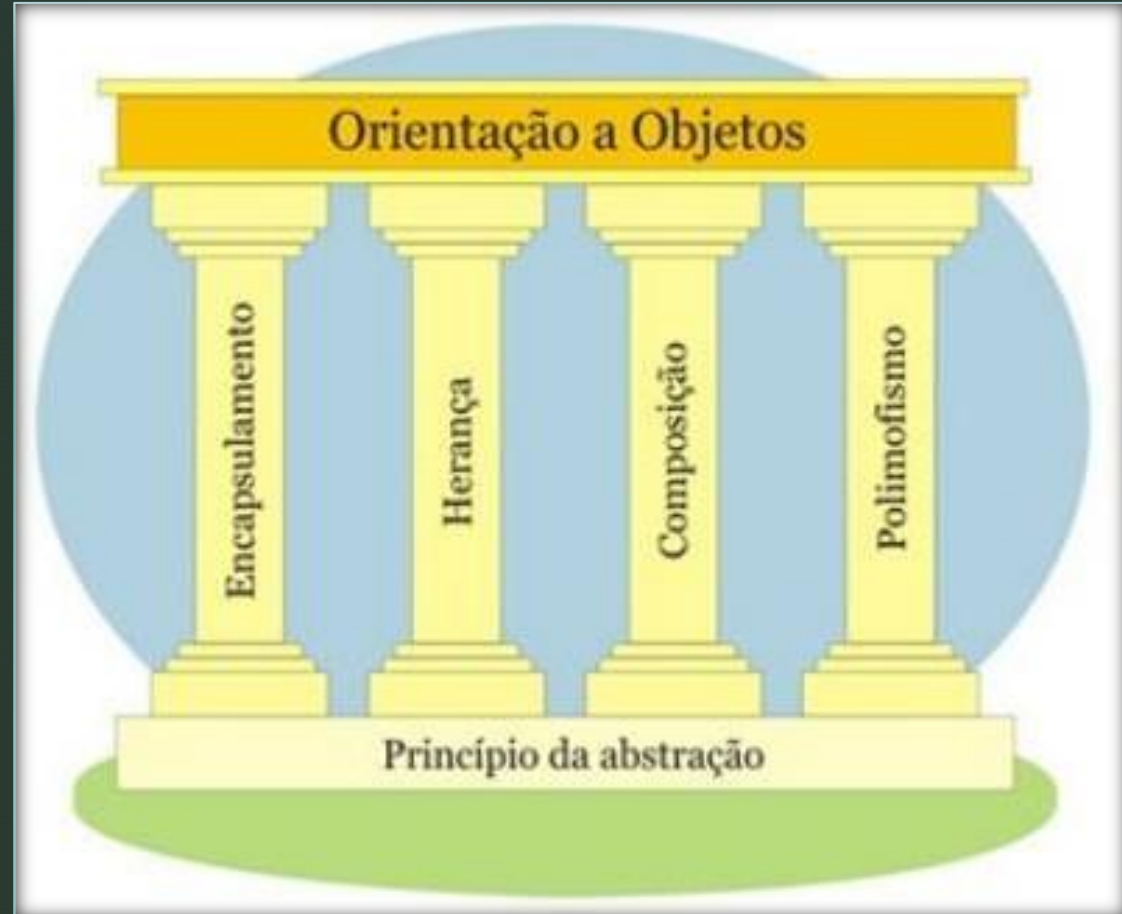 Orientação a Objetos
Encapsulamento
Herança
Composição
Polimofismo
Princípio da abstração